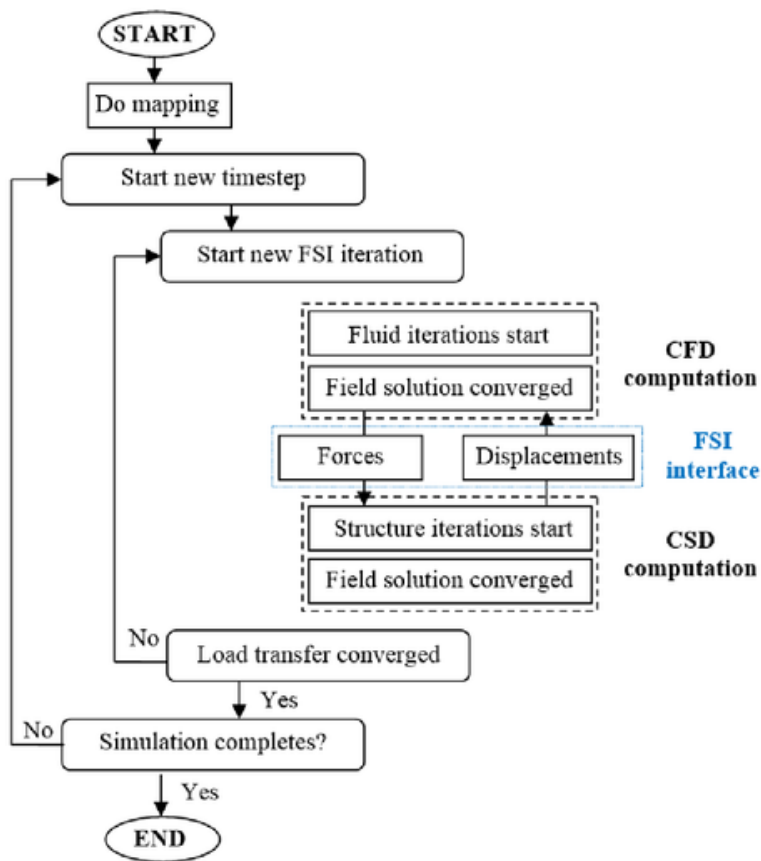 START
Do mapping
Start new timestep
Start new FSI iteration
Fluid iterations start
Field solution converged
CFD
computation
Forces
Displacements
FSI
interface
Structure iterations start
Field solution converged
CSD
computation
No
Load transfer converged
Yes
No
Simulation completes?
Yes
END